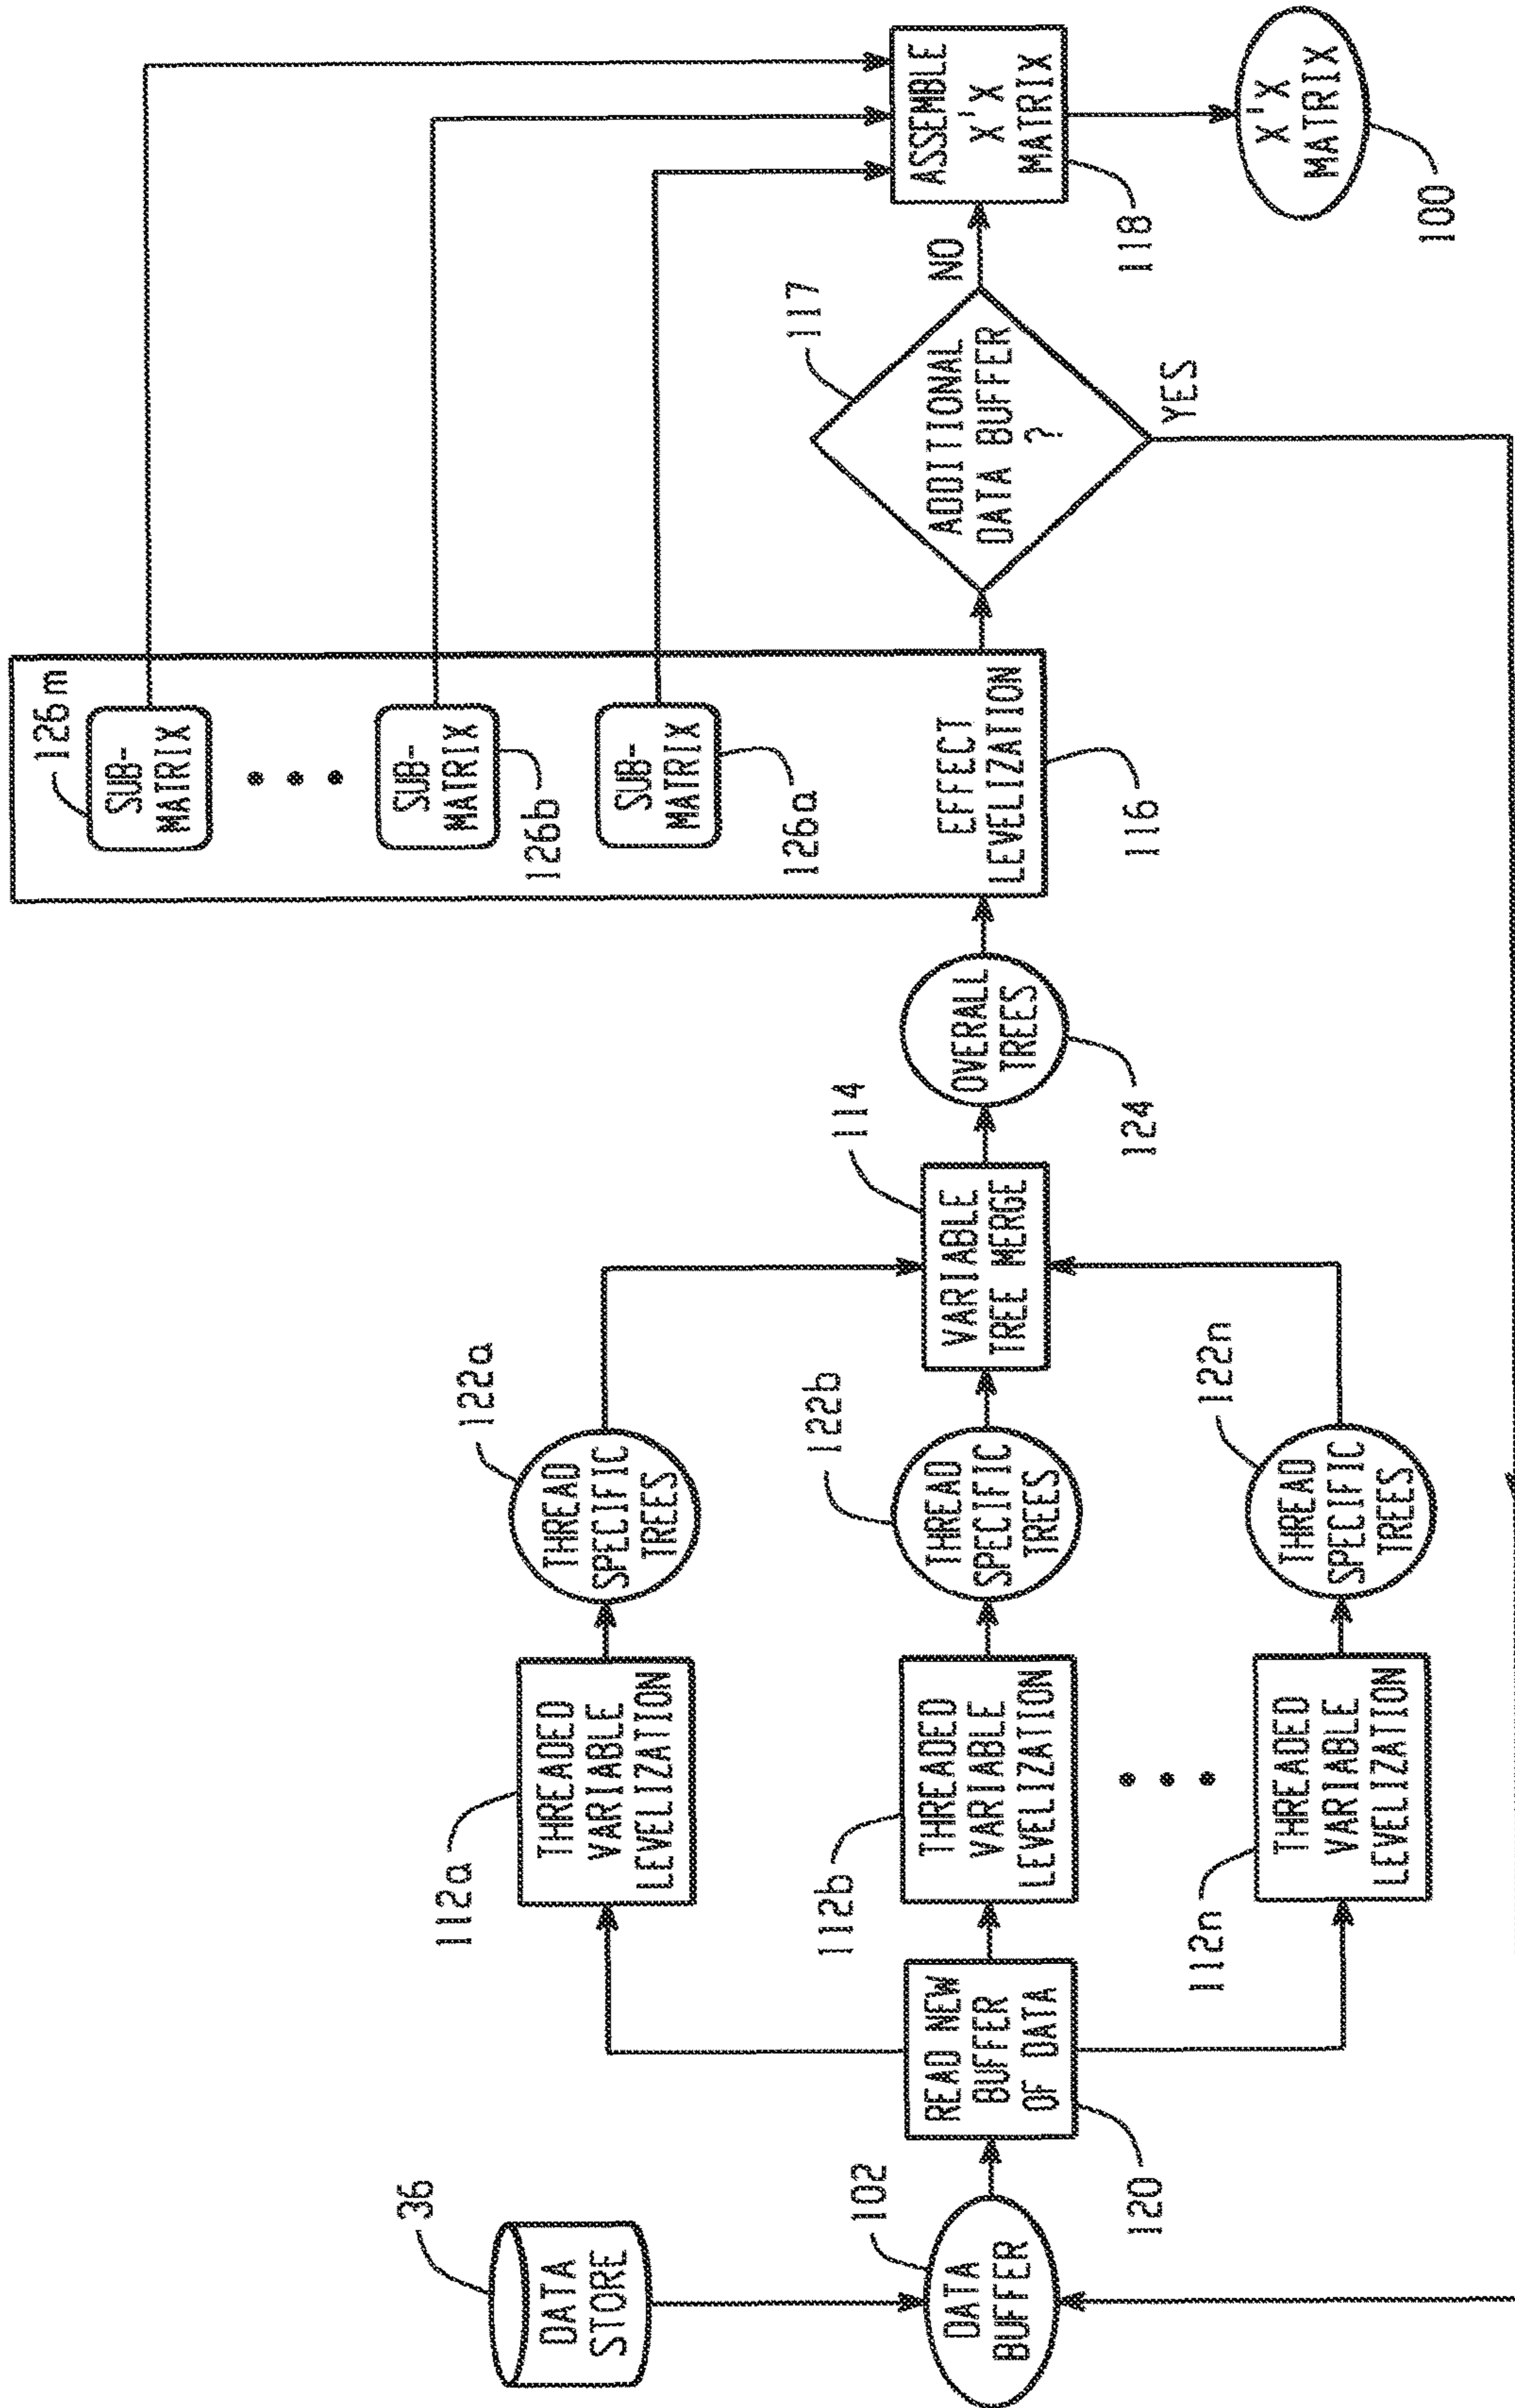 36
DATA
STORE
102
DATA
BUFFER
READ NEW
BUFFER
OF DATA
120
112a
THREADED
VARIABLE
LEVELIZATION
112b
THREADED
VARIABLE
LEVELIZATION
112n
THREADED
VARIABLE
LEVELIZATION
122a
THREAD
SPECIFIC
TREES
122b
THREAD
SPECIFIC
TREES
122n
THREAD
SPECIFIC
TREES
114
VARIABLE
TREE MERGE
OVERALL
TREES
124
126m
SUB-
MATRIX
SUB-
MATRIX
126b
SUB-
MATRIX
126a
EFFECT
LEVELIZATION
116
117
ADDITIONAL
DATA BUFFER
?
NO
YES
ASSEMBLE
X'X
MATRIX
118
X'X
MATRIX
100